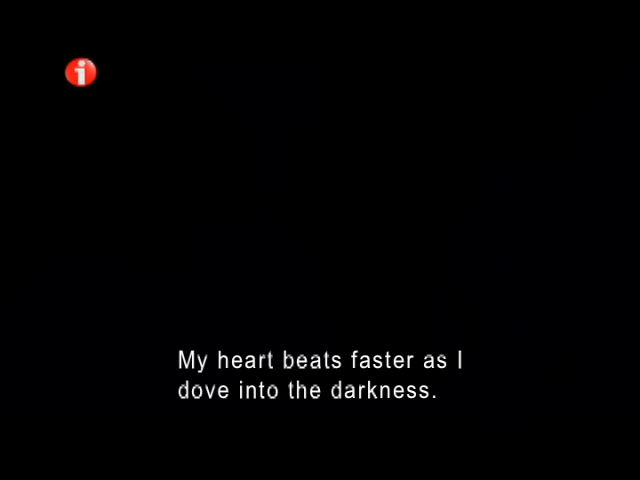 i
My heart beats faster as I
dove into the darkness.